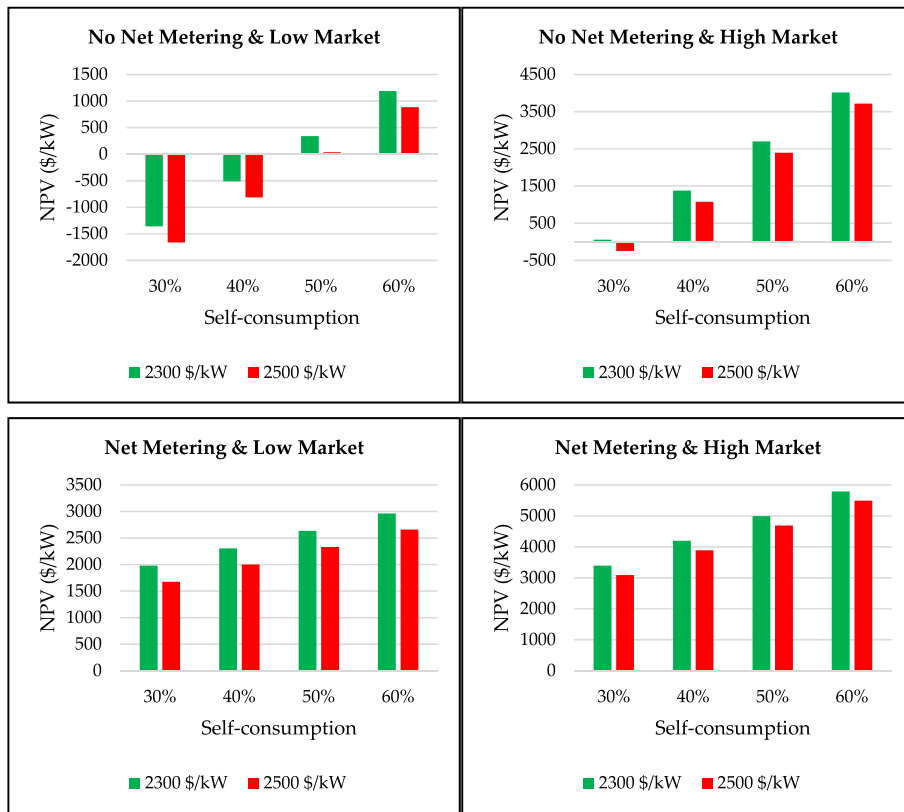 No Net Metering & Low Market
NPV ($/kW)
1500
1000
500
0
-500
-1000
-1500
-2000
30% 40% 50% 60%
Self-consumption
2300 $/kW 2500 $/kW
No Net Metering & High Market
NPV ($/kW)
4500
3500
2500
1500
500
-500
30% 40% 50% 60%
Self-consumption
2300 $/kW 2500 $/kW
Net Metering & Low Market
NPV ($/kW)
3500
3000
2500
2000
1500
1000
500
0
30% 40% 50% 60%
Self-consumption
2300 $/kW 2500 $/kW
Net Metering & High Market
NPV ($/kW)
6000
5000
4000
3000
2000
1000
0
30% 40% 50% 60%
Self-consumption
2300 $/kW 2500 $/kW